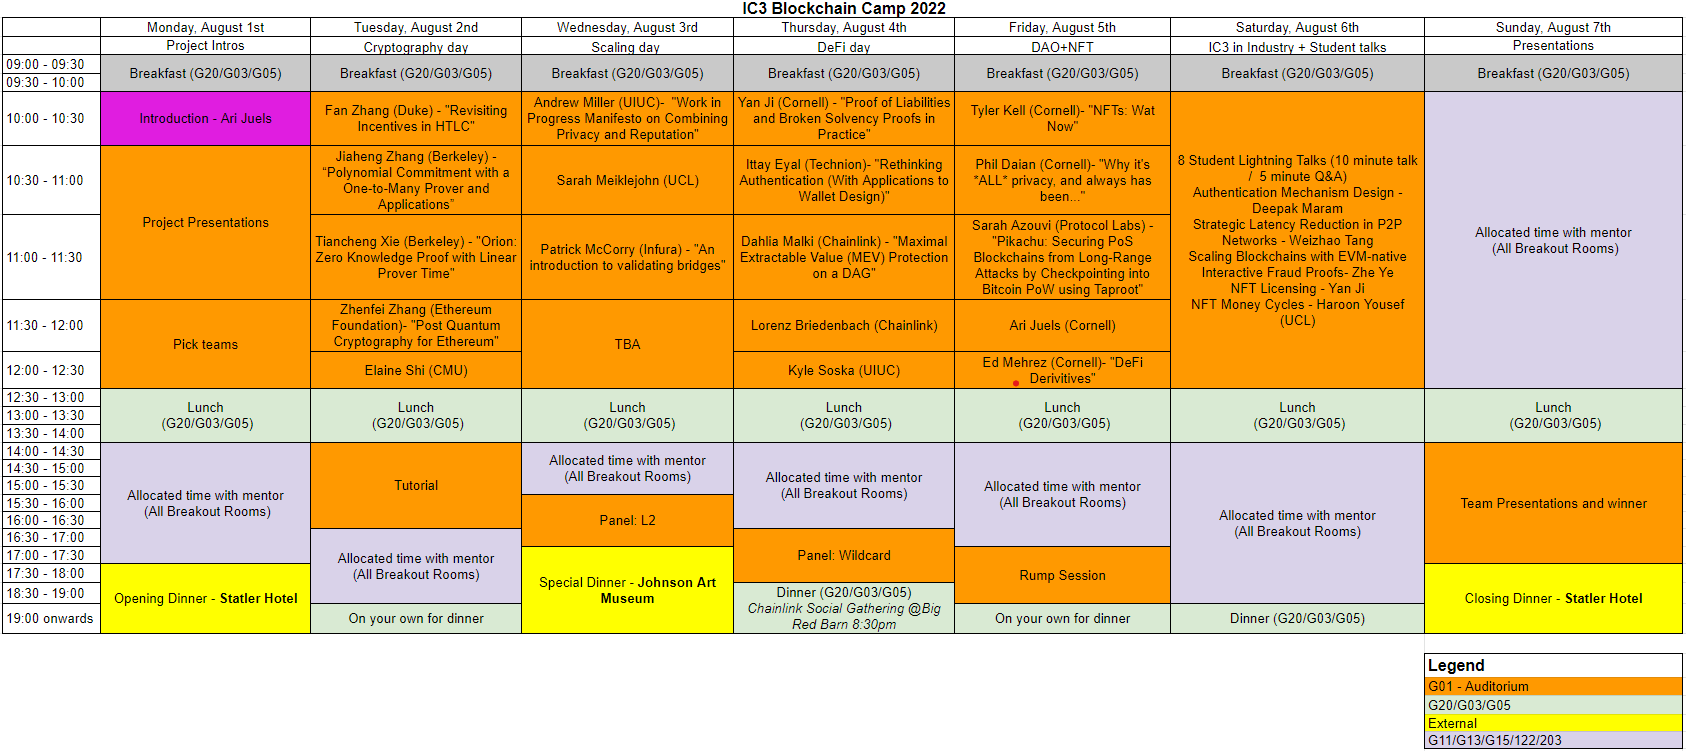 IC3 Blockchain Camp 2022
Monday, August 1st
Tuesday, August 2nd
Wednesday, August 3rd
Thursday, August 4th
Friday, August 5th
Saturday, August 6th
Sunday, August 7th
Project Intros
Cryptography day
Scaling day
DeFi day
DAO+NFT
IC3 in Industry + Student talks
Presentations
09:00 - 09:30
09:30 - 10:00
Breakfast (G20/G03/G05)
Breakfast (G20/G03/G05)
Breakfast (G20/G03/G05)
Breakfast (G20/G03/G05)
Breakfast (G20/G03/G05)
Breakfast (G20/G03/G05)
Breakfast (G20/G03/G05)
10:00 - 10:30
Introduction - Ari Juels
Fan Zhang (Duke) - "Revisiting
Incentives in HTLC"
Andrew Miller (UIUC)-  "Work in
Progress Manifesto on Combining
Privacy and Reputation"
Yan Ji (Cornell) - "Proof of Liabilities
and Broken Solvency Proofs in
Practice"
Tyler Kell (Cornell)- "NFTs: Wat
Now"
8 Student Lightning Talks (10 minute talk
/  5 minute Q&A)
Authentication Mechanism Design -
Deepak Maram
Strategic Latency Reduction in P2P
Networks - Weizhao Tang
Scaling Blockchains with EVM-native
Interactive Fraud Proofs- Zhe Ye
NFT Licensing - Yan Ji
NFT Money Cycles - Haroon Yousef
(UCL)
Allocated time with mentor
(All Breakout Rooms)
10:30 - 11:00
Project Presentations
Jiaheng Zhang (Berkeley) -
“Polynomial Commitment with a
One-to-Many Prover and
Applications”
Sarah Meiklejohn (UCL)
Ittay Eyal (Technion)- "Rethinking
Authentication (With Applications to
Wallet Design)"
Phil Daian (Cornell)- "Why it's
*ALL* privacy, and always has
been..."
11:00 - 11:30
Tiancheng Xie (Berkeley) - "Orion:
Zero Knowledge Proof with Linear
Prover Time"
Patrick McCorry (Infura) - "An
introduction to validating bridges"
Dahlia Malki (Chainlink) - "Maximal
Extractable Value (MEV) Protection
on a DAG"
Sarah Azouvi (Protocol Labs) -
"Pikachu: Securing PoS
Blockchains from Long-Range
Attacks by Checkpointing into
Bitcoin PoW using Taproot"
11:30 - 12:00
Pick teams
Zhenfei Zhang (Ethereum
Foundation)- "Post Quantum
Cryptography for Ethereum"
TBA
Lorenz Briedenbach (Chainlink)
Ari Juels (Cornell)
12:00 - 12:30
Elaine Shi (CMU)
Kyle Soska (UIUC)
Ed Mehrez (Cornell)- "DeFi
Derivitives"
12:30 - 13:00
13:00 - 13:30
13:30 - 14:00
Lunch
(G20/G03/G05)
Lunch
(G20/G03/G05)
Lunch
(G20/G03/G05)
Lunch
(G20/G03/G05)
Lunch
(G20/G03/G05)
Lunch
(G20/G03/G05)
Lunch
(G20/G03/G05)
14:00 - 14:30
14:30 - 15:00
15:00 - 15:30
15:30 - 16:00
16:00 - 16:30
16:30 - 17:00
17:00 - 17:30
17:30 - 18:00
18:30 - 19:00
19:00 onwards
Allocated time with mentor
(All Breakout Rooms)
Opening Dinner - Statler Hotel
Tutorial
Allocated time with mentor
(All Breakout Rooms)
On your own for dinner
Allocated time with mentor
(All Breakout Rooms)
Panel: L2
Special Dinner - Johnson Art
Museum
Allocated time with mentor
(All Breakout Rooms)
Panel: Wildcard
Dinner (G20/G03/G05)
Chainlink Social Gathering @Big
Red Barn 8:30pm
Allocated time with mentor
(All Breakout Rooms)
Rump Session
On your own for dinner
Allocated time with mentor
(All Breakout Rooms)
Dinner (G20/G03/G05)
Team Presentations and winner
Closing Dinner - Statler Hotel
Legend
G01 - Auditorium
G20/G03/G05
External
G11/G13/G15/122/203